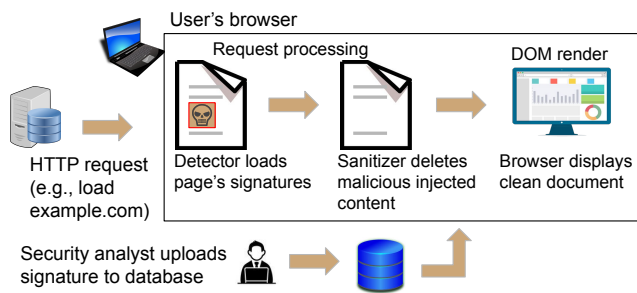 User's browser
Request processing
DOM render
HTTP request
(e.g., load
example.com)
Detector loads
page's signatures
Sanitizer deletes
malicious injected
content
Browser displays
clean document
Security analyst uploads
signature to database